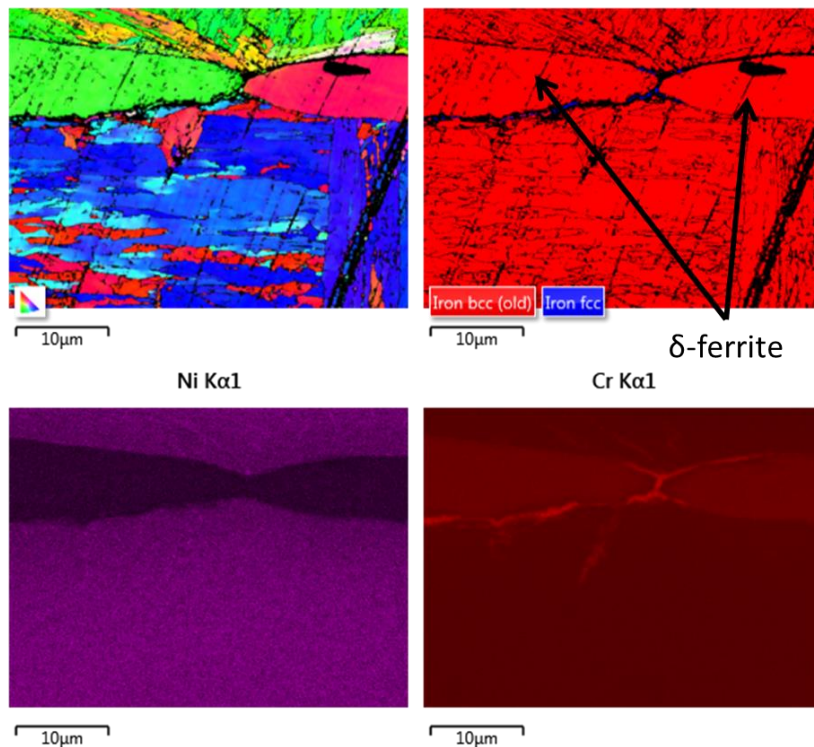 10μm
Iron bcc (old)
Iron fcc
10μm
δ-ferrite
Ni Kα1
Cr Kα1
10μm
10μm